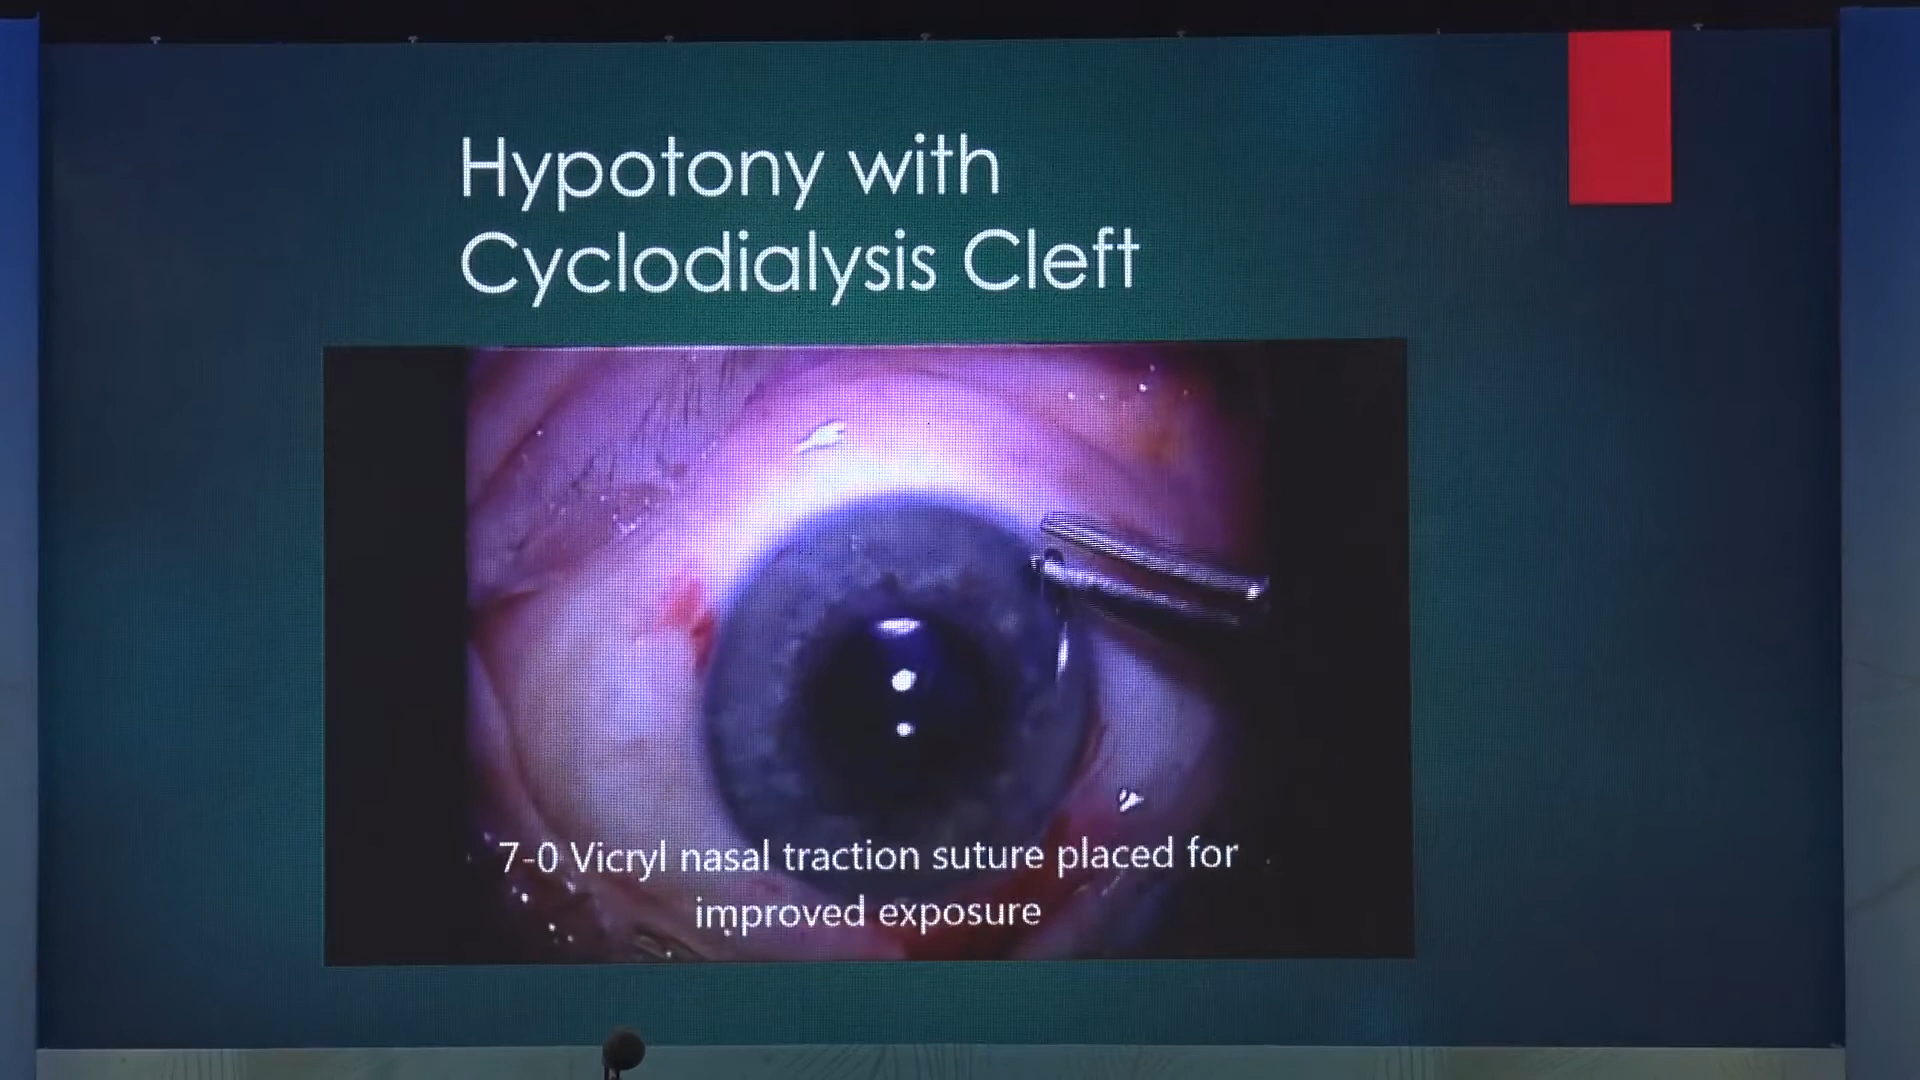 Hypotony with
Cyclodialysis Cleft
7-0 Vicryl nasal traction suture placed for
improved exposure